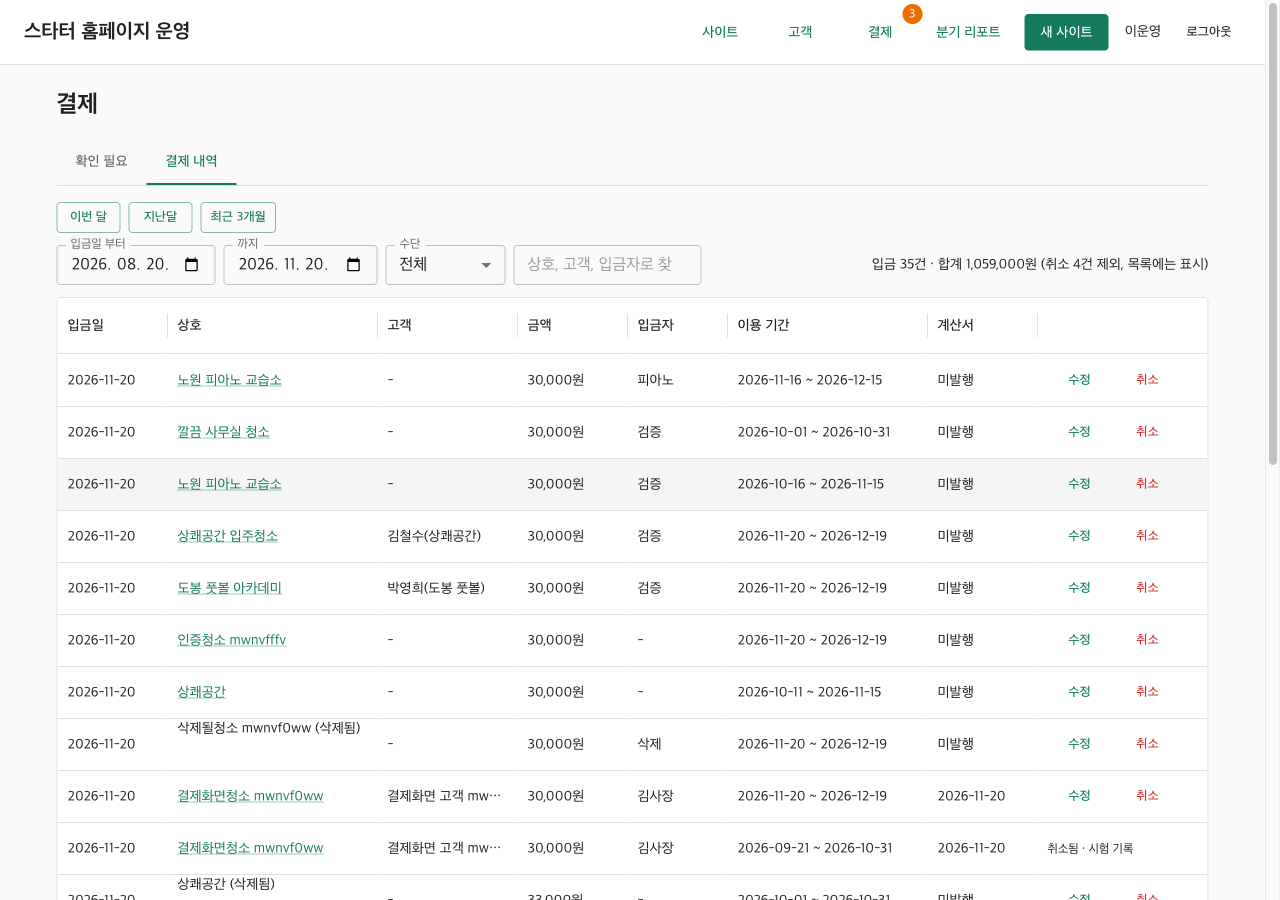 스타터 홈페이지 운영
사이트 고객 결제 3 분기 리포트 새 사이트 이운영 로그아웃
결제
확인 필요 결제 내역
이번 달 지난달 최근 3개월
입금일 부터 까지 수단
2026. 08. 20. 2026. 11. 20. 전체 상호, 고객, 입금자로 찾 입금 35건 · 합계 1,059,000원 (취소 4건 제외, 목록에는 표시)
입금일 상호 고객 금액 입금자 이용 기간 계산서
2026-11-20 노원 피아노 교습소 - 30,000원 피아노 2026-11-16 ~ 2026-12-15 미발행 수정 취소
2026-11-20 깔끔 사무실 청소 - 30,000원 검증 2026-10-01 ~ 2026-10-31 미발행 수정 취소
2026-11-20 노원 피아노 교습소 - 30,000원 검증 2026-10-16 ~ 2026-11-15 미발행 수정 취소
2026-11-20 상쾌공간 입주청소 김철수(상쾌공간) 30,000원 검증 2026-11-20 ~ 2026-12-19 미발행 수정 취소
2026-11-20 도봉 풋볼 아카데미 박영희(도봉 풋볼) 30,000원 검증 2026-11-20 ~ 2026-12-19 미발행 수정 취소
2026-11-20 인증청소 mwnvfffv - 30,000원 - 2026-11-20 ~ 2026-12-19 미발행 수정 취소
2026-11-20 상쾌공간 - 30,000원 - 2026-10-11 ~ 2026-11-15 미발행 수정 취소
2026-11-20 삭제될청소 mwnvf0ww (삭제됨) - 30,000원 삭제 2026-11-20 ~ 2026-12-19 미발행 수정 취소
2026-11-20 결제화면청소 mwnvf0ww 결제화면 고객 mw… 30,000원 김사장 2026-11-20 ~ 2026-12-19 2026-11-20 수정 취소
2026-11-20 결제화면청소 mwnvf0ww 결제화면 고객 mw… 30,000원 김사장 2026-09-21 ~ 2026-10-31 2026-11-20 취소됨 · 시험 기록
2026-11-20 상쾌공간 (삭제됨) - 33,000원 - 2026-10-01 ~ 2026-10-31 미발행 수정 취소